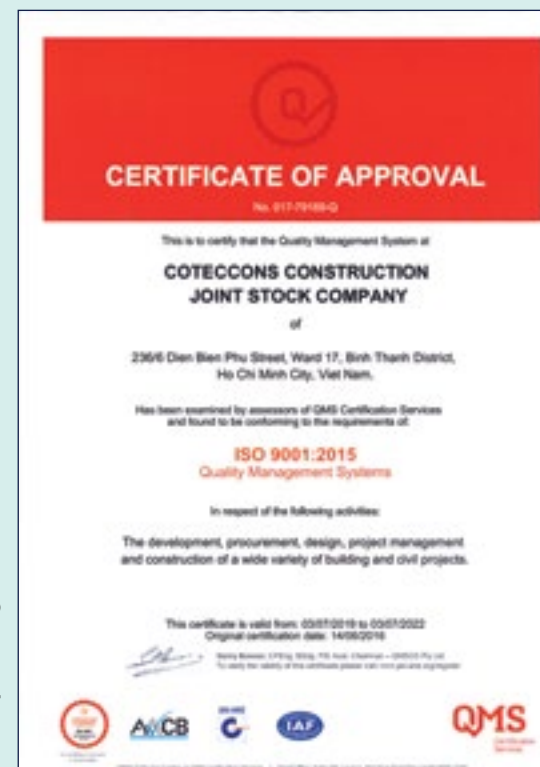 CERTIFICATE OF APPROVAL
This is to certify that the Quality Management System at
COTECCONS CONSTRUCTION
JOINT STOCK COMPANY
of
236/6 Dien Bien Phu Street, Ward 17, Binh Thanh District,
Ho Chi Minh City, Viet Nam.
Has been examined by assessors of QMS Certification Services
and found to be conforming to the requirements of:
ISO 9001:2015
Quality Management Systems
In respect of the following activities:
The development, procurement, design, project management
and construction of a wide variety of building and civil projects.
This certificate is valid from: 03/07/2019 to 03/07/2022
Original certification date: 14/06/2016
IAF
QMS
Certification
Services